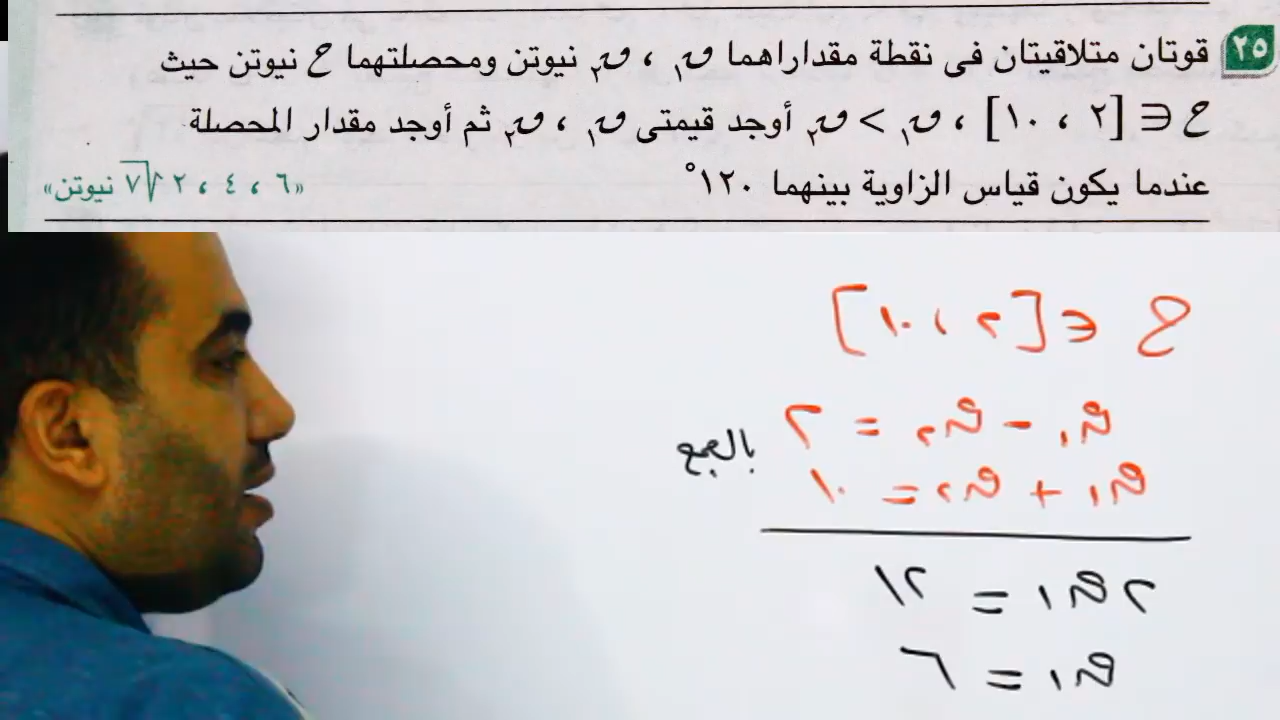 ٢٥ قوتان متلاقيتان فى نقطة مقداراهما ق١ ، ق٢ نيوتن ومحصلتهما ح نيوتن حيث
ح ∈ [٢ ، ١٠] ، ق١ > ق٢ أوجد قيمتى ق١ ، ق٢ ثم أوجد مقدار المحصلة
عندما يكون قياس الزاوية بينهما ١٢٠° «٦ ، ٤ ، ٢√٧ نيوتن»
ح ∈ [٢ ، ١٠]
ق١ - ق٢ = ٢ بالجمع
ق١ + ق٢ = ١٠
٢ ق١ = ١٢
ق١ = ٦